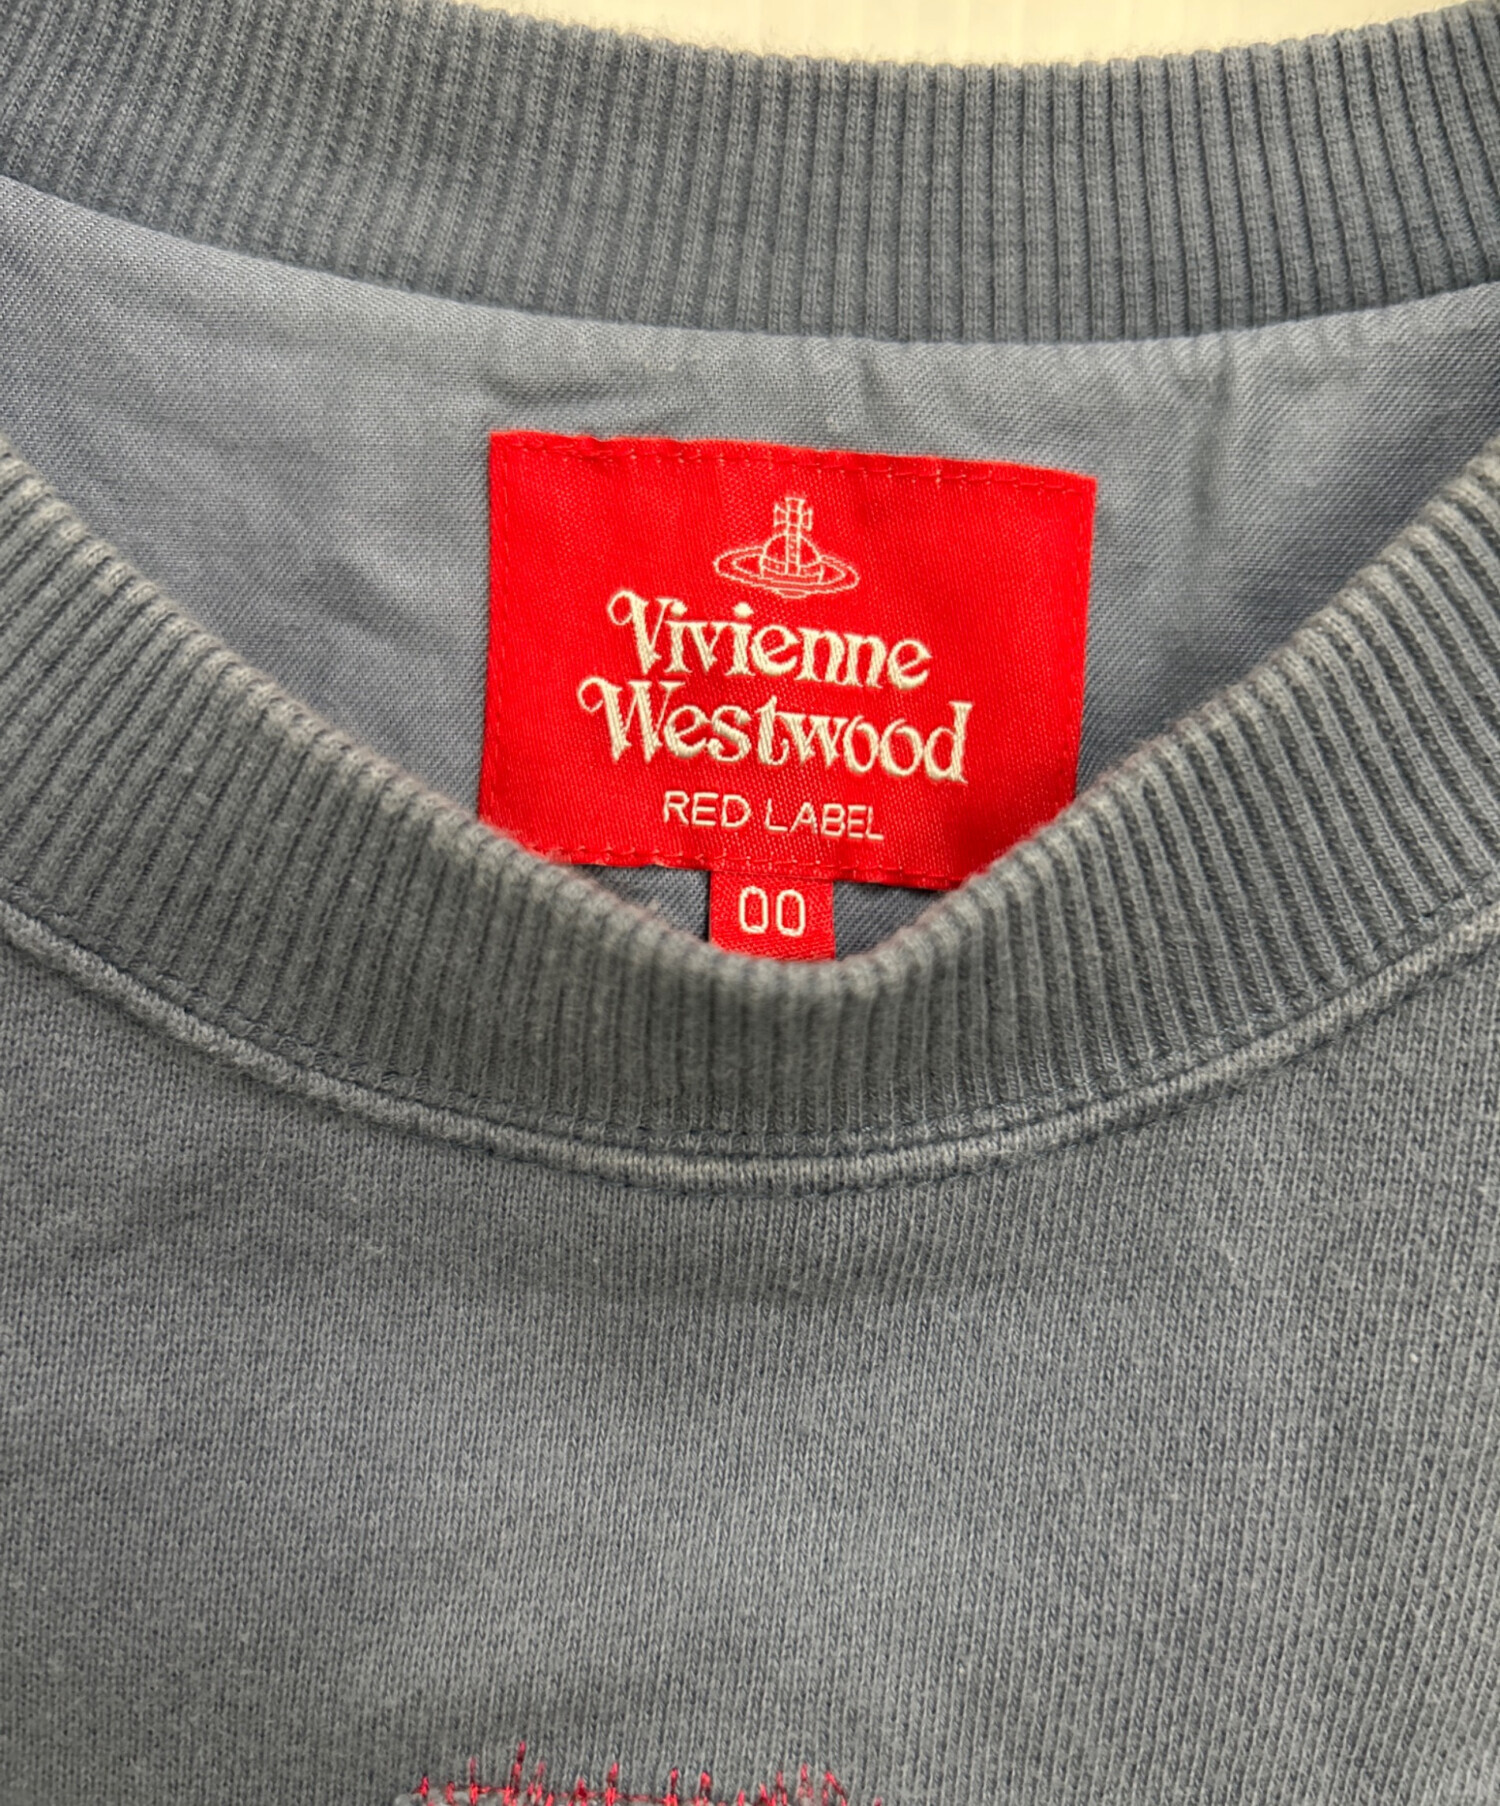 Vivienne
Westwood
RED LABEL
00